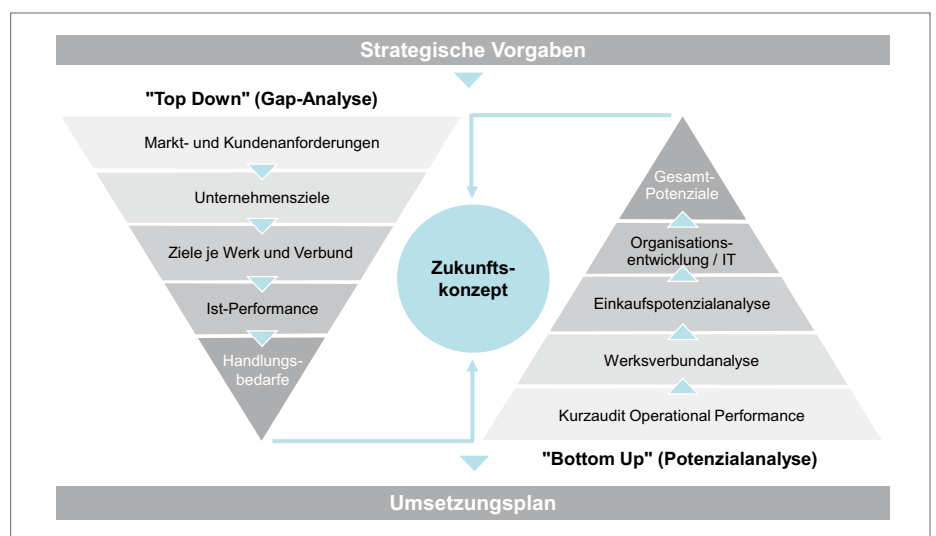 Strategische Vorgaben
"Top Down" (Gap-Analyse)
Markt- und Kundenanforderungen
Unternehmensziele
Ziele je Werk und Verbund
Ist-Performance
Handlungs-
bedarfe
Zukunfts-
konzept
Gesamt-
Potenziale
Organisations-
entwicklung / IT
Einkaufspotenzialanalyse
Werksverbundanalyse
Kurzaudit Operational Performance
"Bottom Up" (Potenzialanalyse)
Umsetzungsplan